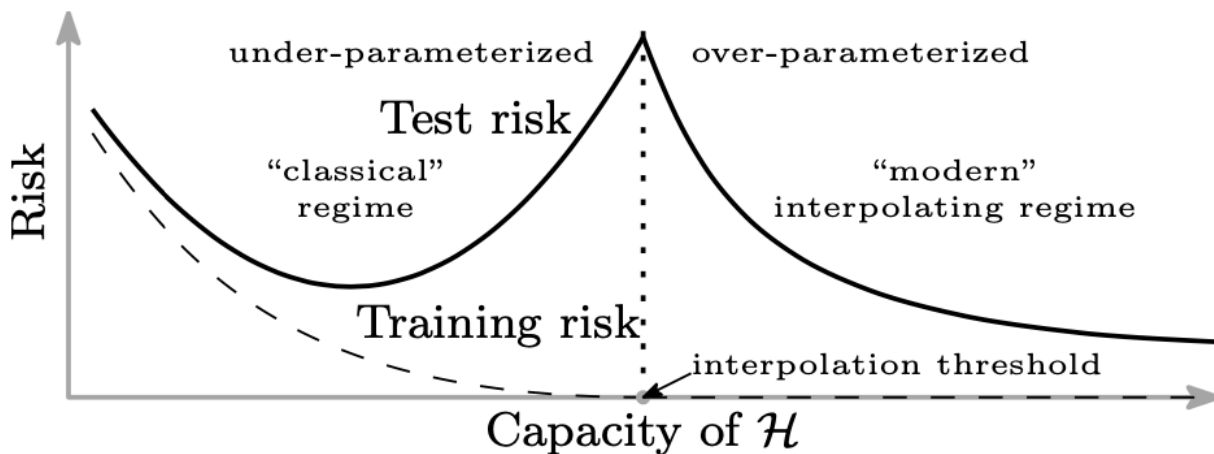 under-parameterized
over-parameterized
Test risk
“classical”
regime
“modern”
interpolating regime
Risk
Training risk
interpolation threshold
Capacity of ℋ